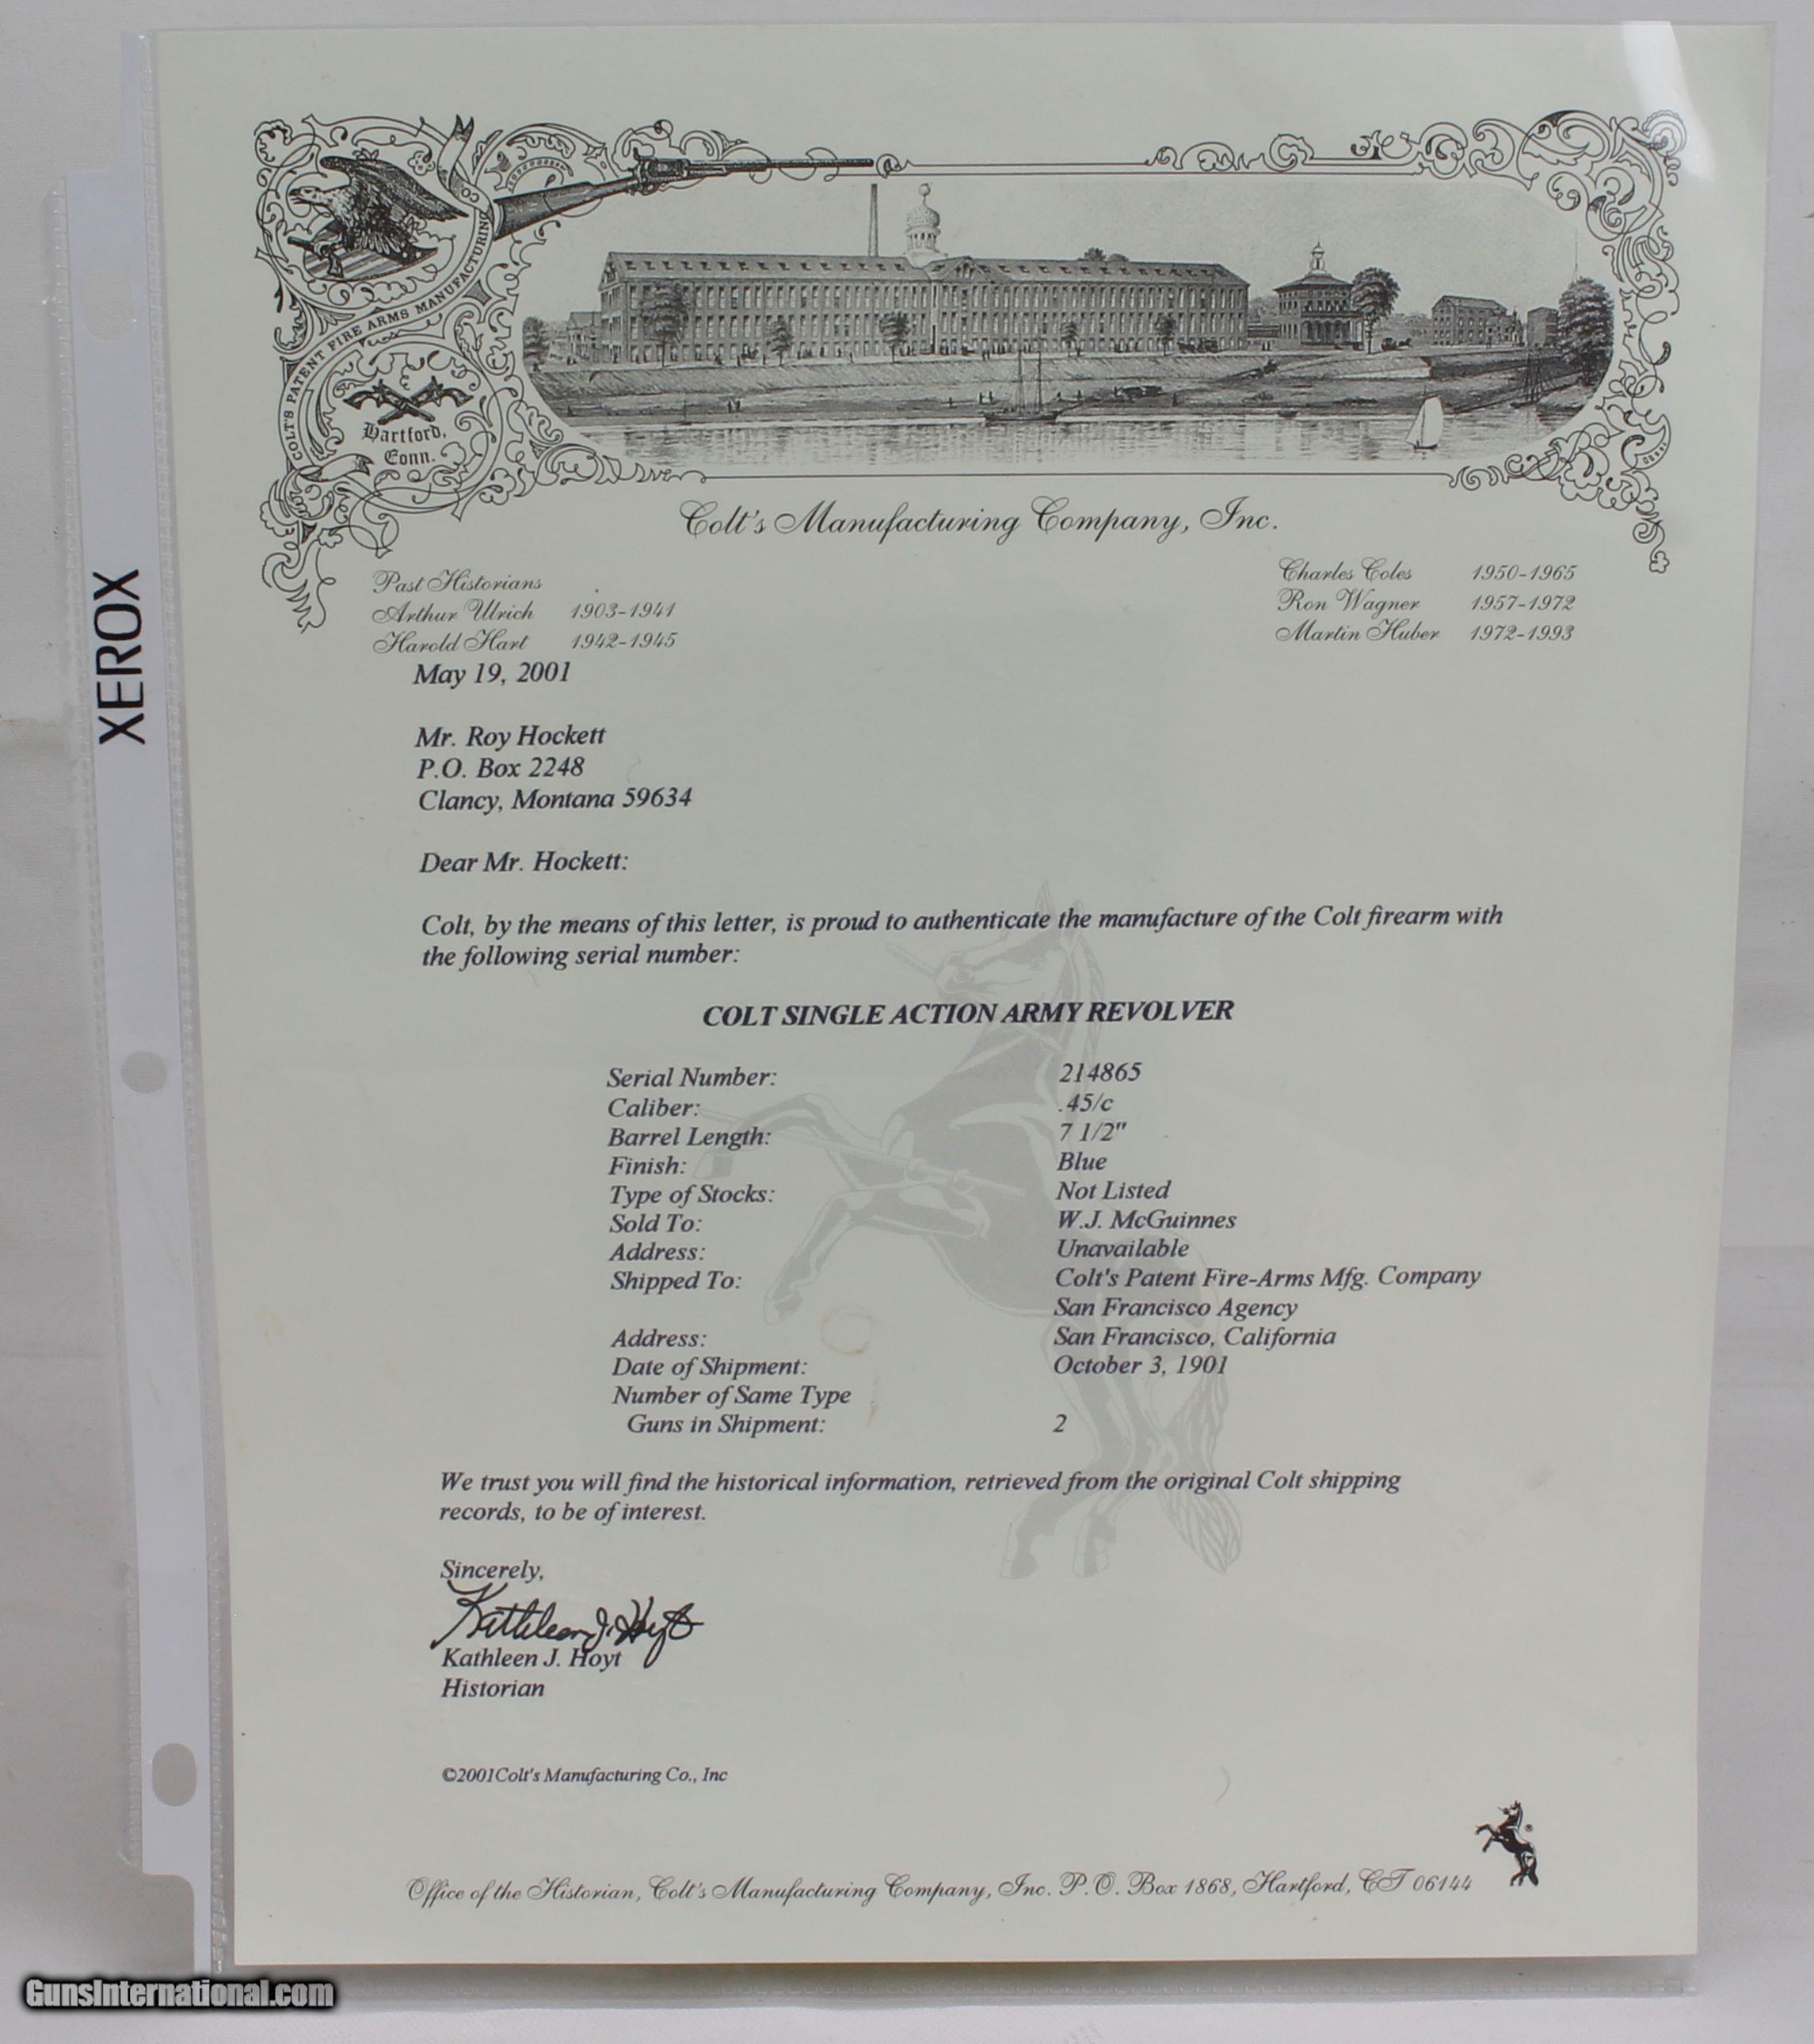 COLT'S PATENT FIRE ARMS MANUFACTURING
Hartford,
Conn.
Colt's Manufacturing Company, Inc.
Past Historians
Arthur Ulrich 1903-1941
Harold Hart 1942-1945
Charles Coles 1950-1965
Ron Wagner 1957-1972
Martin Huber 1972-1993
XEROX
May 19, 2001
Mr. Roy Hockett
P.O. Box 2248
Clancy, Montana 59634
Dear Mr. Hockett:
Colt, by the means of this letter, is proud to authenticate the manufacture of the Colt firearm with
the following serial number:
COLT SINGLE ACTION ARMY REVOLVER
Serial Number: 214865
Caliber: .45/c
Barrel Length: 7 1/2"
Finish: Blue
Type of Stocks: Not Listed
Sold To: W.J. McGuinnes
Address: Unavailable
Shipped To: Colt's Patent Fire-Arms Mfg. Company
San Francisco Agency
Address: San Francisco, California
Date of Shipment: October 3, 1901
Number of Same Type
Guns in Shipment: 2
We trust you will find the historical information, retrieved from the original Colt shipping
records, to be of interest.
Sincerely,
Kathleen J. Hoyt
Kathleen J. Hoyt
Historian
©2001Colt's Manufacturing Co., Inc
®
Office of the Historian, Colt's Manufacturing Company, Inc. P.O. Box 1868, Hartford, CT 06144
GunsInternational.com